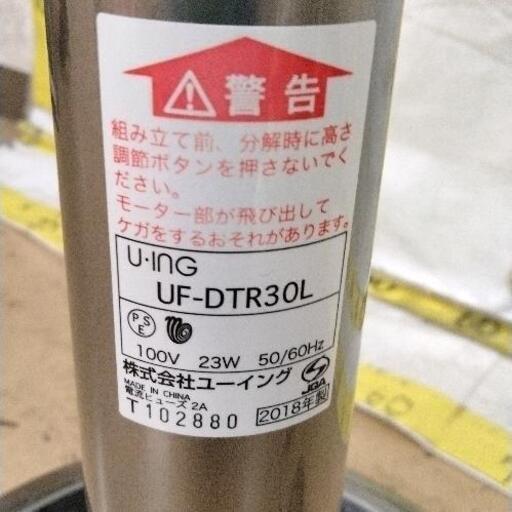 警告
組み立て前、分解時に高さ
調節ボタンを押さないでく
ださい。
モーター部が飛び出して
ケガをするおそれがあります。
U·ING
UF-DTR30L
PSE
100V 23W 50/60Hz
株式会社ユーイング
MADE IN CHINA
電流ヒューズ 2A
T102880 2018年製